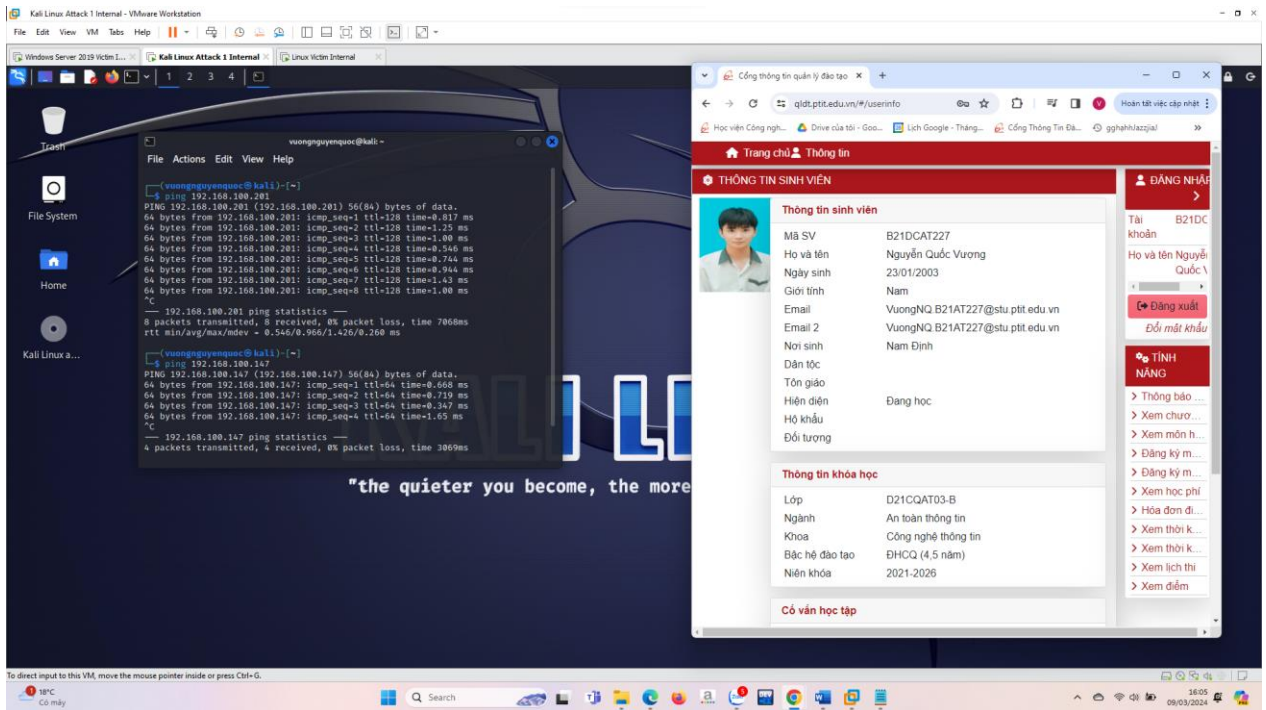 Kali Linux Attack 1 Internal - VMware Workstation
File Edit View VM Tabs Help
Windows Server 2019 Victim I...
Kali Linux Attack 1 Internal
Linux Victim Internal
1 2 3 4
Trash
File System
Home
Kali Linux a...
vuongnguyenquoc@kali: ~
File Actions Edit View Help
(vuongnguyenquoc㉿kali)-[~]
$ ping 192.168.100.201
PING 192.168.100.201 (192.168.100.201) 56(84) bytes of data.
64 bytes from 192.168.100.201: icmp_seq=1 ttl=128 time=0.817 ms
64 bytes from 192.168.100.201: icmp_seq=2 ttl=128 time=1.25 ms
64 bytes from 192.168.100.201: icmp_seq=3 ttl=128 time=1.00 ms
64 bytes from 192.168.100.201: icmp_seq=4 ttl=128 time=0.546 ms
64 bytes from 192.168.100.201: icmp_seq=5 ttl=128 time=0.744 ms
64 bytes from 192.168.100.201: icmp_seq=6 ttl=128 time=0.944 ms
64 bytes from 192.168.100.201: icmp_seq=7 ttl=128 time=1.43 ms
64 bytes from 192.168.100.201: icmp_seq=8 ttl=128 time=1.00 ms
^C
— 192.168.100.201 ping statistics —
8 packets transmitted, 8 received, 0% packet loss, time 7068ms
rtt min/avg/max/mdev = 0.546/0.966/1.426/0.260 ms
(vuongnguyenquoc㉿kali)-[~]
$ ping 192.168.100.147
PING 192.168.100.147 (192.168.100.147) 56(84) bytes of data.
64 bytes from 192.168.100.147: icmp_seq=1 ttl=64 time=0.668 ms
64 bytes from 192.168.100.147: icmp_seq=2 ttl=64 time=0.719 ms
64 bytes from 192.168.100.147: icmp_seq=3 ttl=64 time=0.347 ms
64 bytes from 192.168.100.147: icmp_seq=4 ttl=64 time=1.65 ms
^C
— 192.168.100.147 ping statistics —
4 packets transmitted, 4 received, 0% packet loss, time 3069ms
"the quieter you become, the more
Cổng thông tin quản lý đào tạo
qldt.ptit.edu.vn/#/userinfo
V
Hoàn tất việc cập nhật
Học viện Công ngh...
Drive của tôi - Goo...
Lịch Google - Tháng...
Cổng Thông Tin Đà...
Trang chủ Thông tin
THÔNG TIN SINH VIÊN
Thông tin sinh viên
Mã SV B21DCAT227
Họ và tên Nguyễn Quốc Vượng
Ngày sinh 23/01/2003
Giới tính Nam
Email VuongNQ.B21AT227@stu.ptit.edu.vn
Email 2 VuongNQ.B21AT227@stu.ptit.edu.vn
Nơi sinh Nam Định
Dân tộc
Tôn giáo
Hiện diện Đang học
Hộ khẩu
Đối tượng
Thông tin khóa học
Lớp D21CQAT03-B
Ngành An toàn thông tin
Khoa Công nghệ thông tin
Bậc hệ đào tạo ĐHCQ (4,5 năm)
Niên khóa 2021-2026
Cố vấn học tập
ĐĂNG NHẬP
Tài B21DC
khoản
Họ và tên Nguyễ
Quốc V
Đăng xuất
Đổi mật khẩu
TÍNH
NĂNG
Thông báo ...
Xem chươ...
Xem môn h...
Đăng ký m...
Đăng ký m...
Xem học phí
Hóa đơn đi...
Xem thời k...
Xem thời k...
Xem lịch thi
Xem điểm
To direct input to this VM, move the mouse pointer inside or press Ctrl+G.
1
18°C
Có mây
Search
5
16:05
09/03/2024